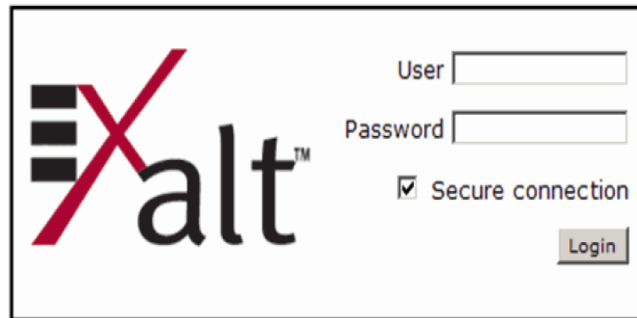 Exalt™
User
Password
Secure connection
Login